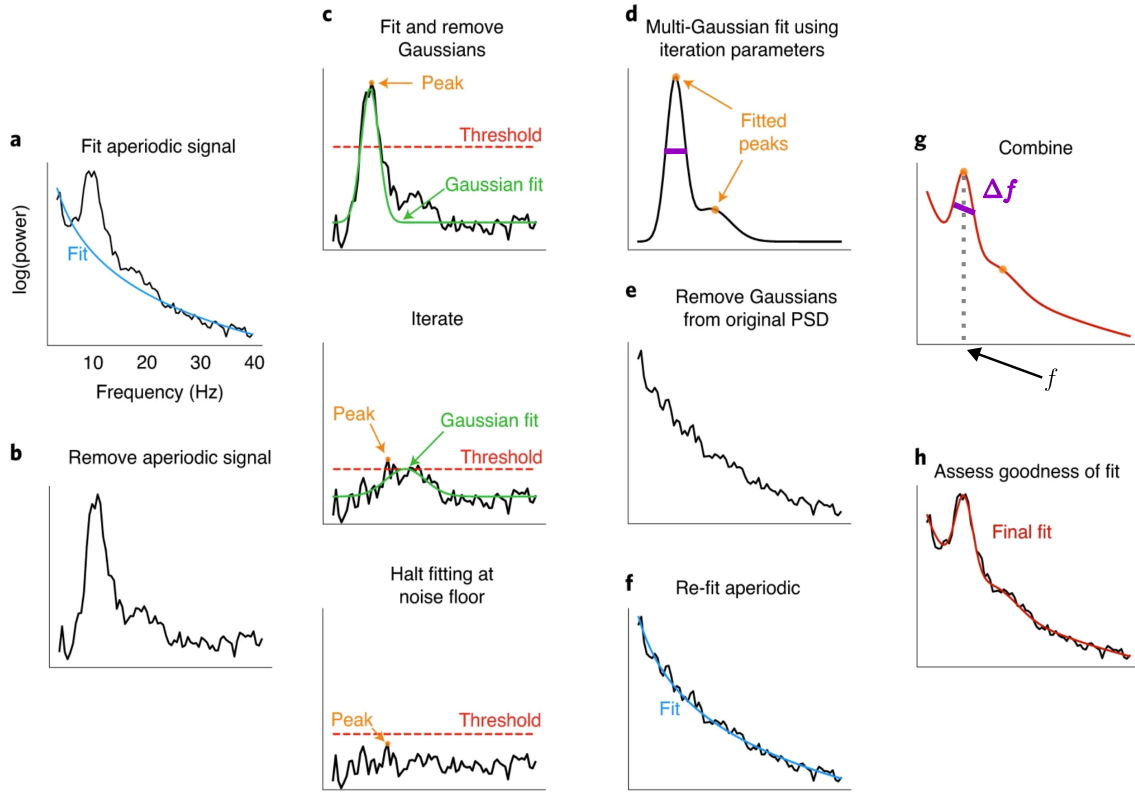 a
Fit aperiodic signal
log(power)
Fit
10
20
30
40
Frequency (Hz)
b
Remove aperiodic signal
c
Fit and remove
Gaussians
Peak
Threshold
Gaussian fit
Iterate
Peak
Gaussian fit
Threshold
Halt fitting at
noise floor
Peak
Threshold
d
Multi-Gaussian fit using
iteration parameters
Fitted
peaks
e
Remove Gaussians
from original PSD
f
Re-fit aperiodic
Fit
g
Combine
Δf
f
h
Assess goodness of fit
Final fit